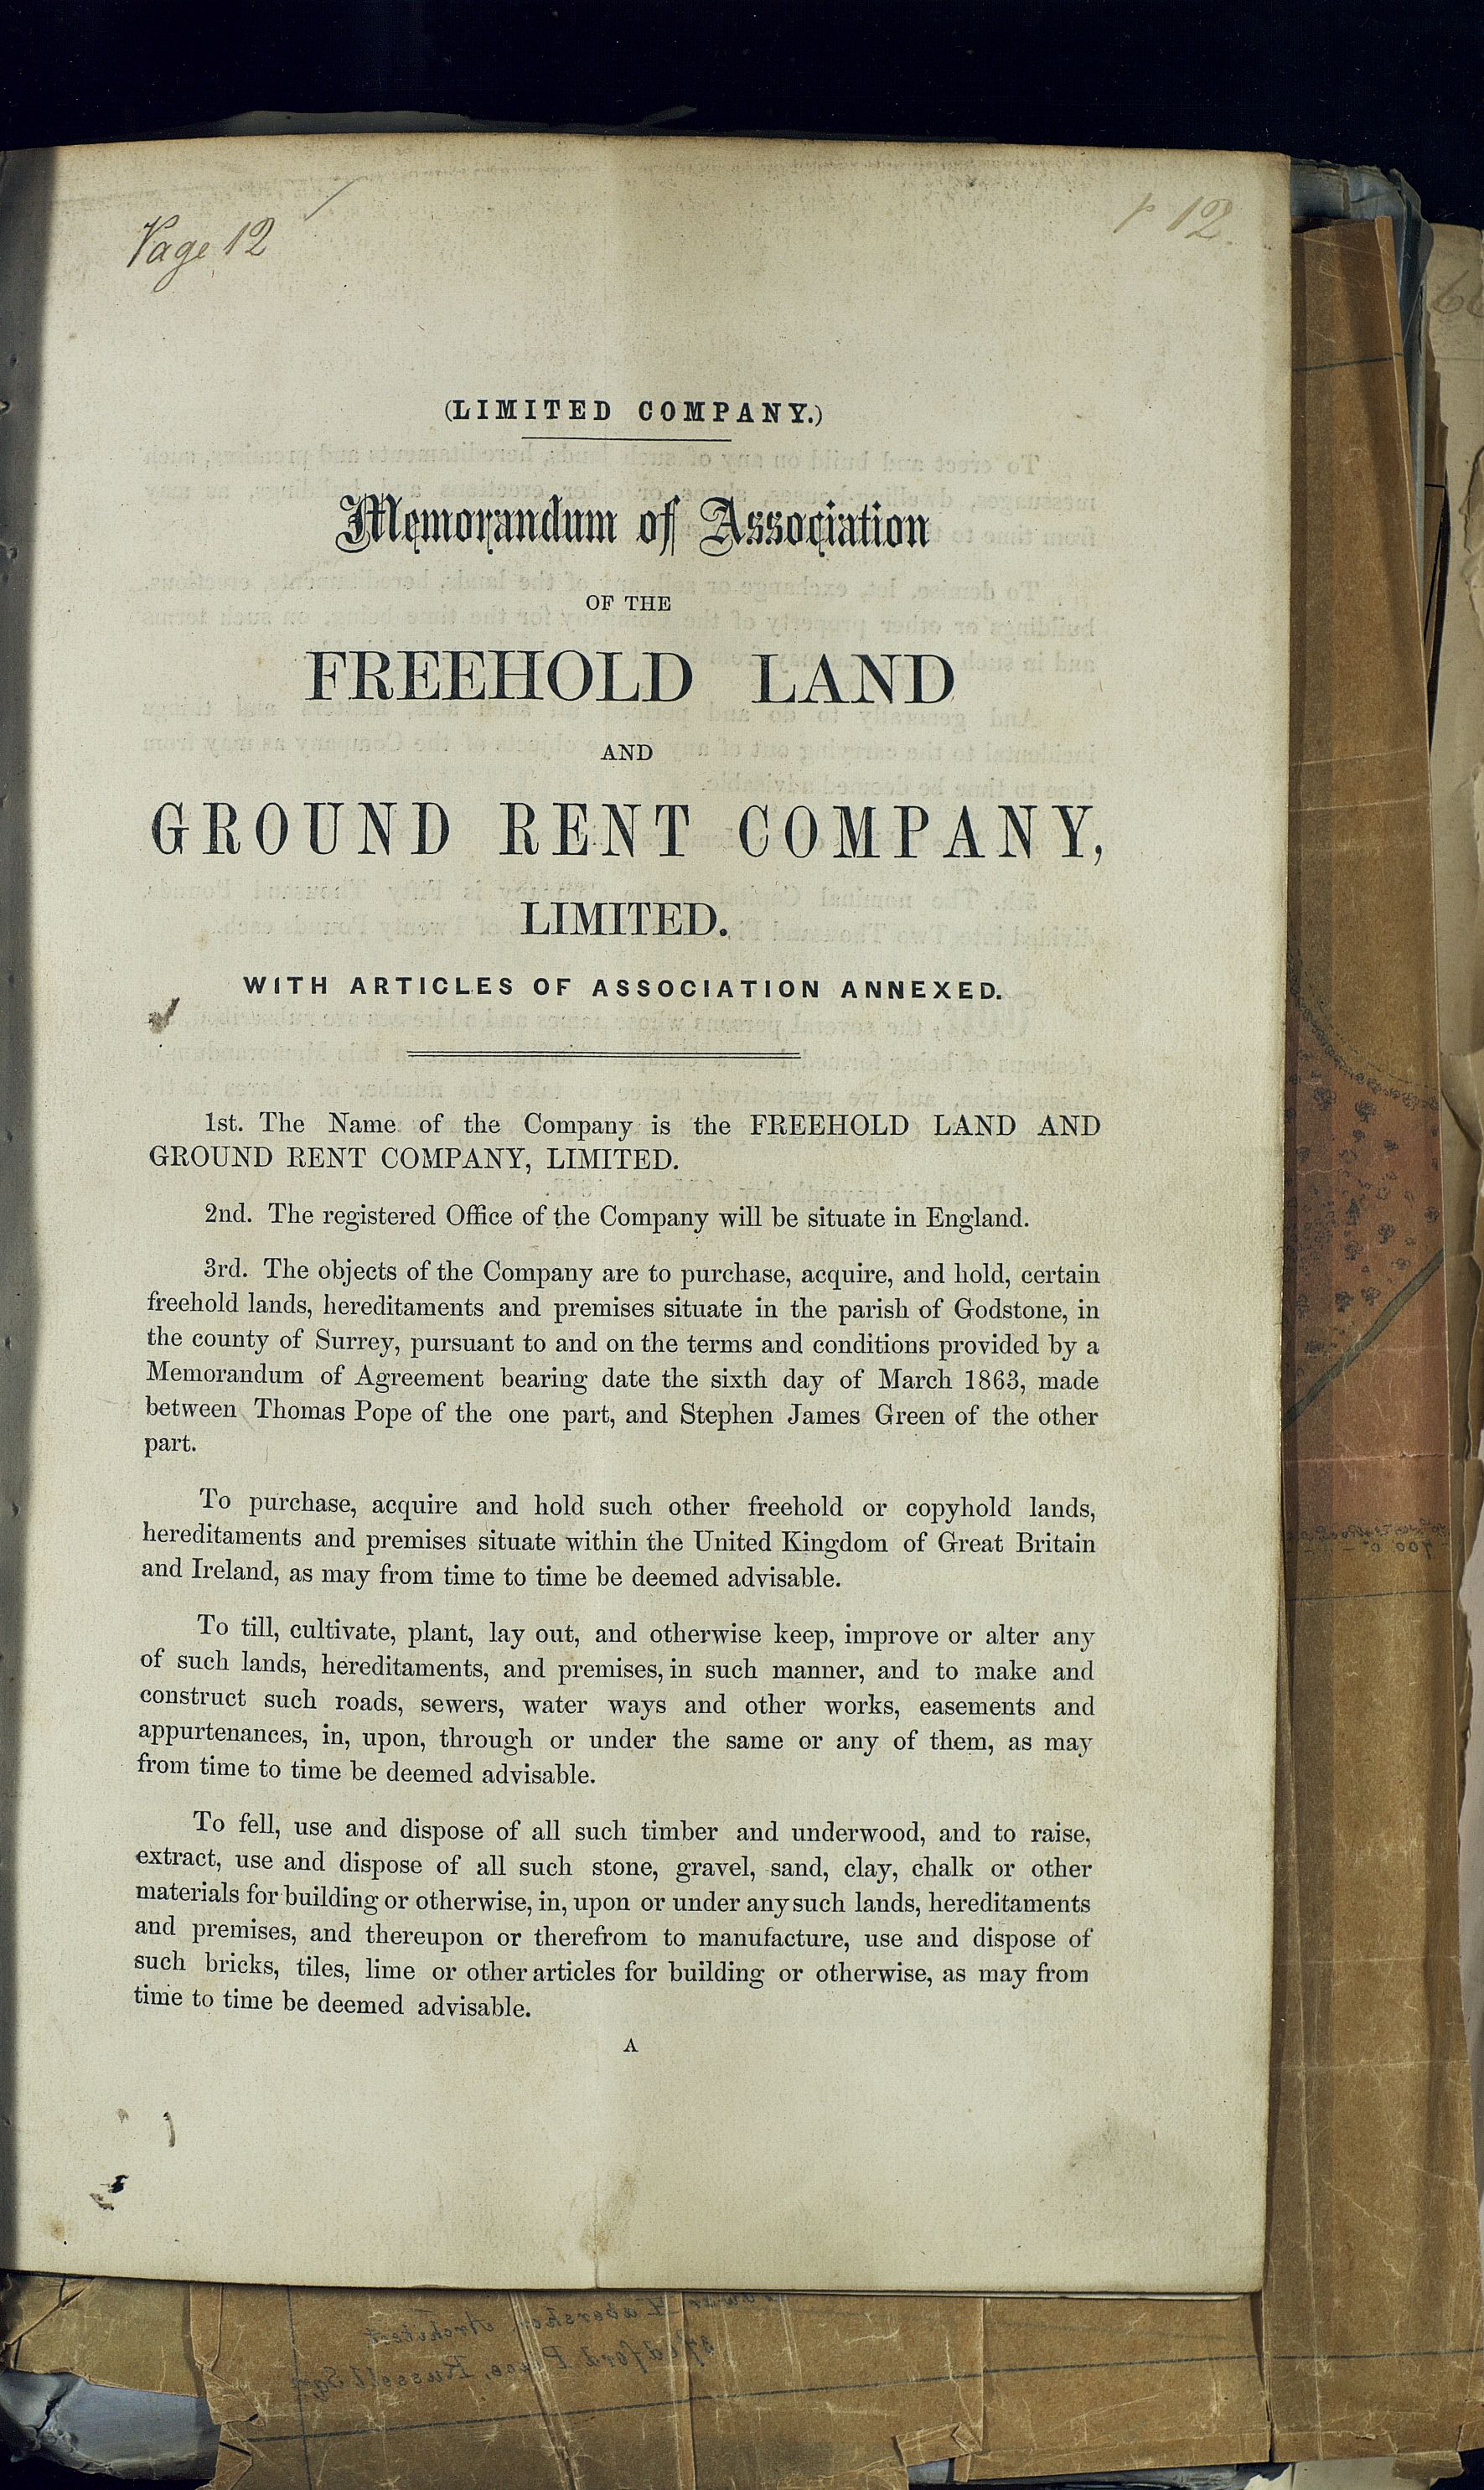 Page 12
p 12.
(LIMITED COMPANY.)
Memorandum of Association
OF THE
FREEHOLD LAND
AND
GROUND RENT COMPANY,
LIMITED.
WITH ARTICLES OF ASSOCIATION ANNEXED.
1st. The Name of the Company is the FREEHOLD LAND AND
GROUND RENT COMPANY, LIMITED.
2nd. The registered Office of the Company will be situate in England.
3rd. The objects of the Company are to purchase, acquire, and hold, certain
freehold lands, hereditaments and premises situate in the parish of Godstone, in
the county of Surrey, pursuant to and on the terms and conditions provided by a
Memorandum of Agreement bearing date the sixth day of March 1863, made
between Thomas Pope of the one part, and Stephen James Green of the other
part.
To purchase, acquire and hold such other freehold or copyhold lands,
hereditaments and premises situate within the United Kingdom of Great Britain
and Ireland, as may from time to time be deemed advisable.
To till, cultivate, plant, lay out, and otherwise keep, improve or alter any
of such lands, hereditaments, and premises, in such manner, and to make and
construct such roads, sewers, water ways and other works, easements and
appurtenances, in, upon, through or under the same or any of them, as may
from time to time be deemed advisable.
To fell, use and dispose of all such timber and underwood, and to raise,
extract, use and dispose of all such stone, gravel, sand, clay, chalk or other
materials for building or otherwise, in, upon or under any such lands, hereditaments
and premises, and thereupon or therefrom to manufacture, use and dispose of
such bricks, tiles, lime or other articles for building or otherwise, as may from
time to time be deemed advisable.
A